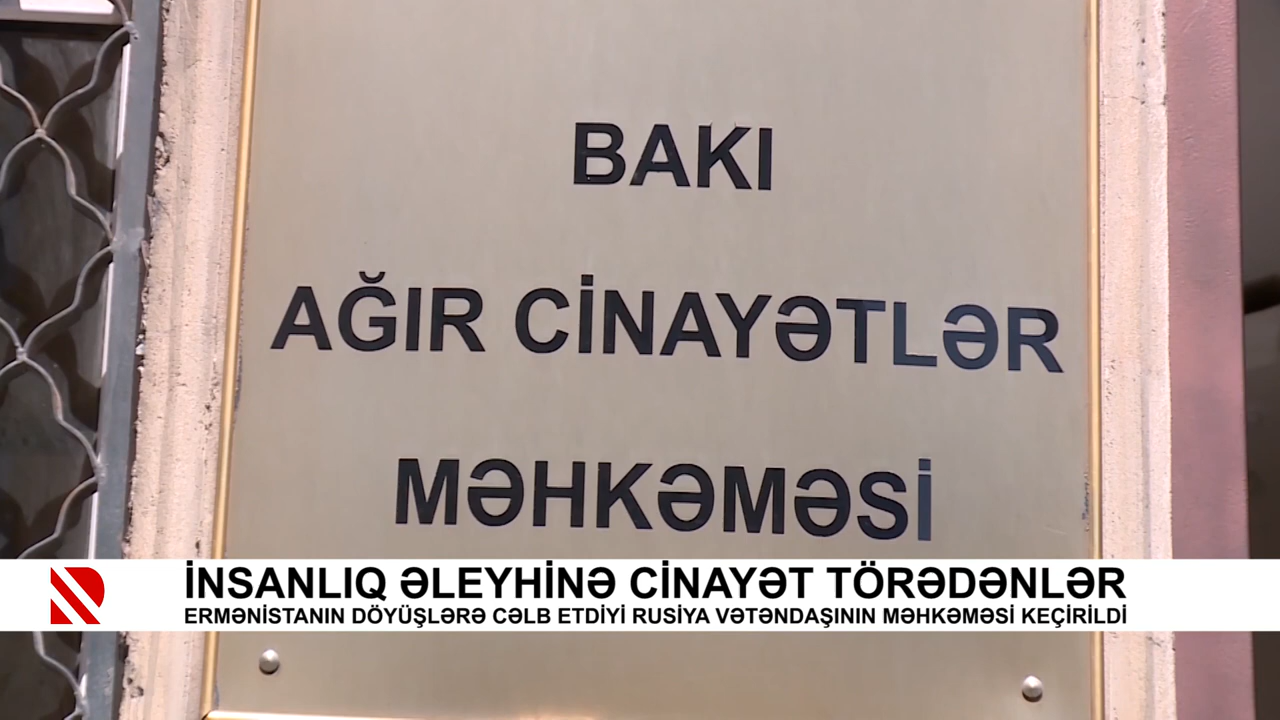 BAKI
AĞIR CİNAYƏTLƏR
MƏHKƏMƏSİ
İNSANLIQ ƏLEYHİNƏ CİNAYƏT TÖRƏDƏNLƏR
ERMƏNİSTANIN DÖYÜŞLƏRƏ CƏLB ETDİYİ RUSİYA VƏTƏNDAŞININ MƏHKƏMƏSİ KEÇİRİLDİ